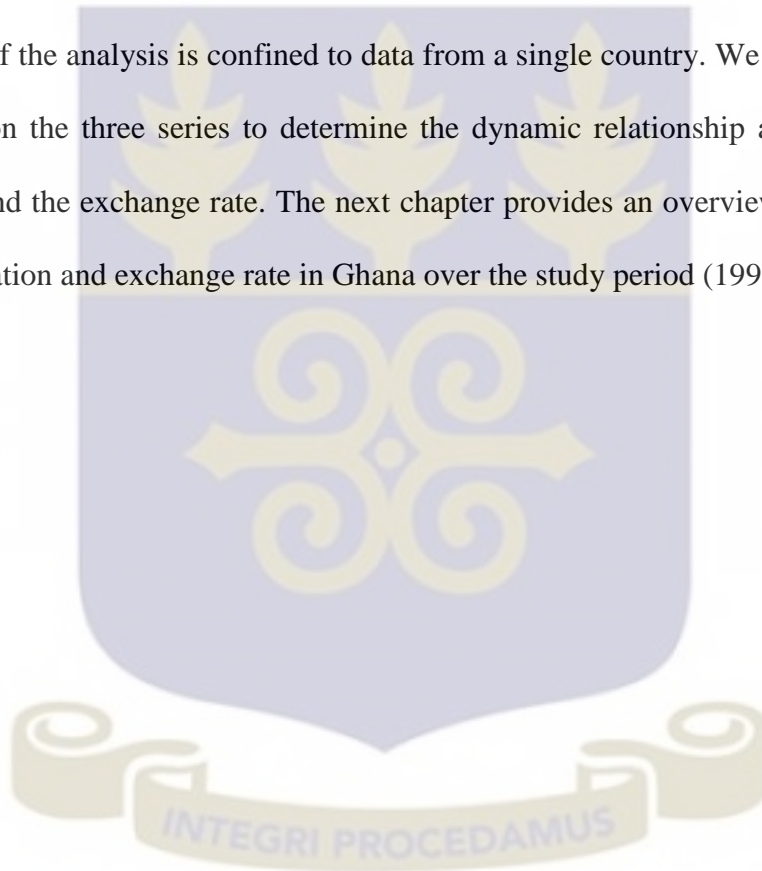 f the analysis is confined to data from a single country. We
n the three series to determine the dynamic relationship a
nd the exchange rate. The next chapter provides an overview
ation and exchange rate in Ghana over the study period (199
INTEGRI PROCEDAMUS